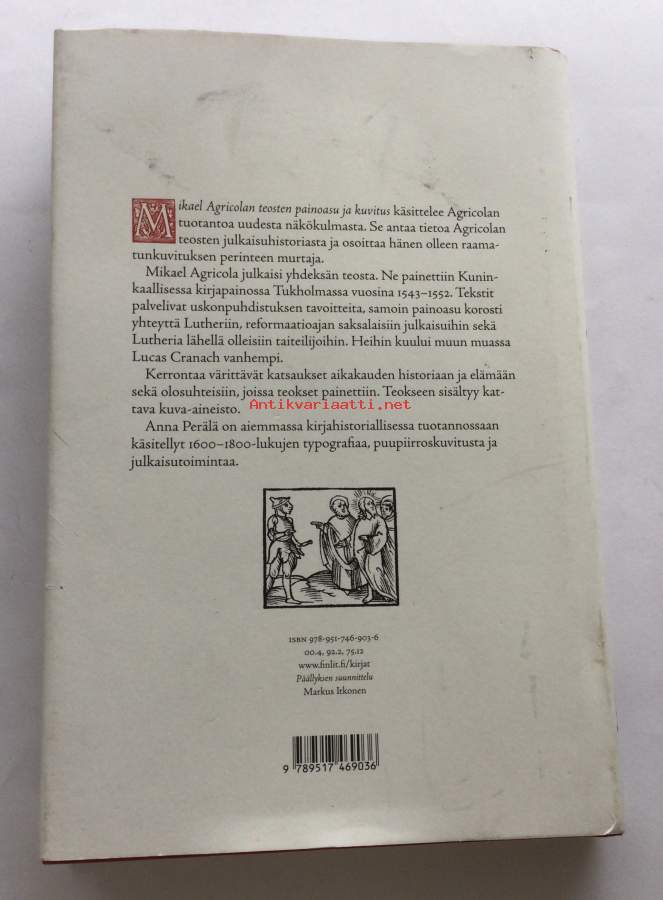 Mikael Agricolan teosten painoasu ja kuvitus käsittelee Agricolan
tuotantoa uudesta näkökulmasta. Se antaa tietoa Agricolan
teosten julkaisuhistoriasta ja osoittaa hänen olleen raama-
tunkuvituksen perinteen murtaja.
Mikael Agricola julkaisi yhdeksän teosta. Ne painettiin Kunin-
kaallisessa kirjapainossa Tukholmassa vuosina 1543–1552. Tekstit
palvelivat uskonpuhdistuksen tavoitteita, samoin painoasu korosti
yhteyttä Lutheriin, reformaatioajan saksalaisiin julkaisuihin sekä
Lutheria lähellä olleisiin taiteilijoihin. Heihin kuului muun muassa
Lucas Cranach vanhempi.
Kerrontaa värittävät katsaukset aikakauden historiaan ja elämään
sekä olosuhteisiin, joissa teokset painettiin. Teokseen sisältyy kat-
tava kuva-aineisto.
Antikvariaatti.net
Anna Perälä on aiemmassa kirjahistoriallisessa tuotannossaan
käsitellyt 1600–1800-lukujen typografiaa, puupiirroskuvitusta ja
julkaisutoimintaa.
ISBN 978-951-746-903-6
00.4, 92.2, 75.12
www.finlit.fi/kirjat
Päällyksen suunnittelu
Markus Itkonen
9 789517 469036